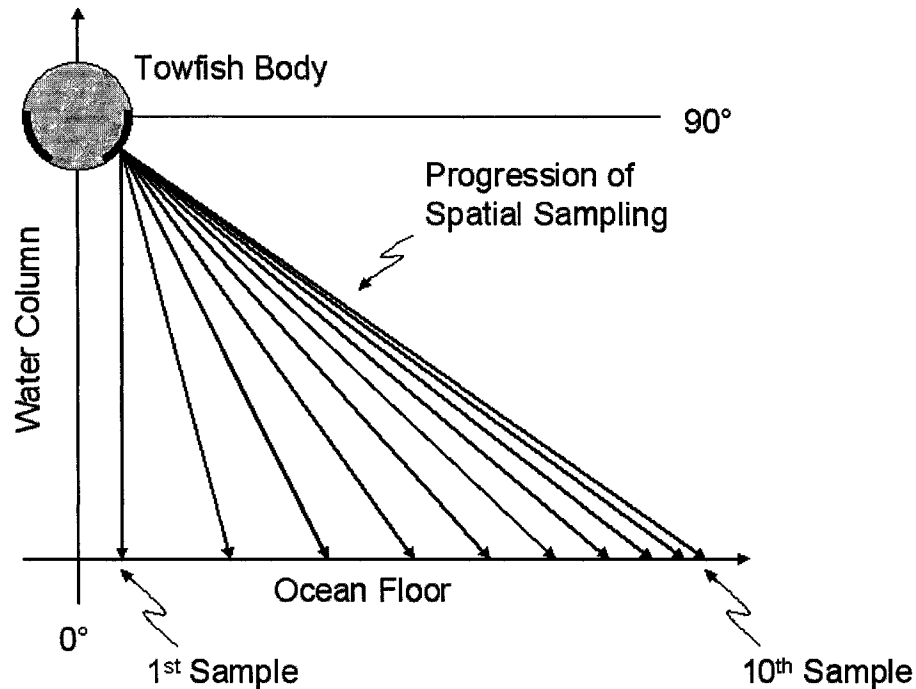 Towfish Body
90°
Progression of
Spatial Sampling
Water Column
Ocean Floor
0°
1st Sample
10th Sample